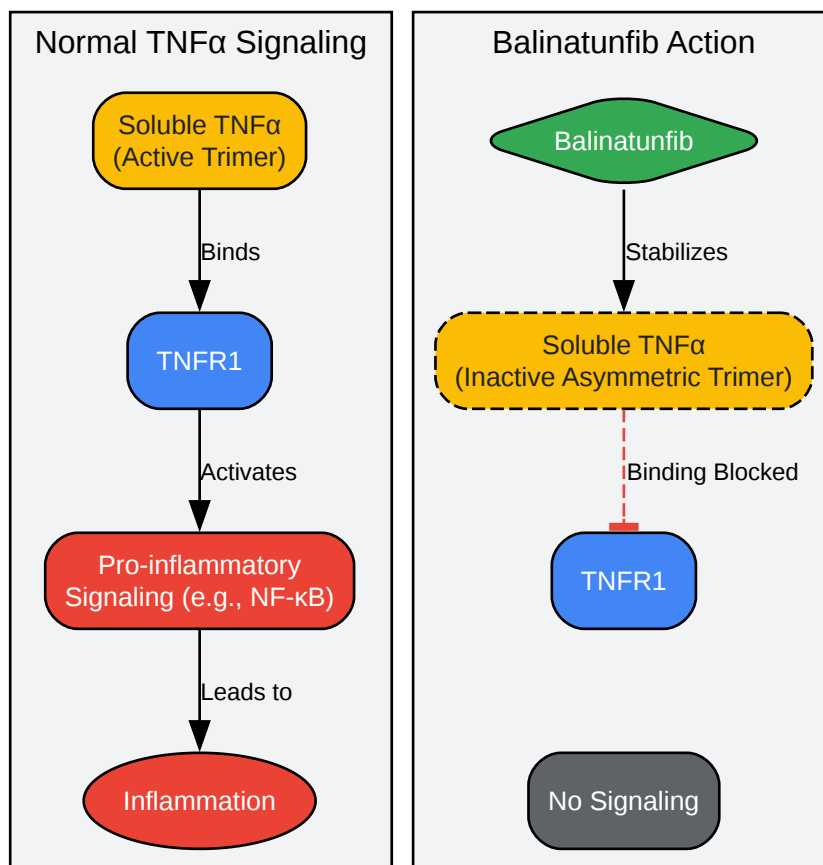 Normal TNFα Signaling
Soluble TNFα
(Active Trimer)
Binds
TNFR1
Activates
Pro-inflammatory
Signaling (e.g., NF-κB)
Leads to
Inflammation
Balinatunfib Action
Balinatunfib
Stabilizes
Soluble TNFα
(Inactive Asymmetric Trimer)
Binding Blocked
TNFR1
No Signaling